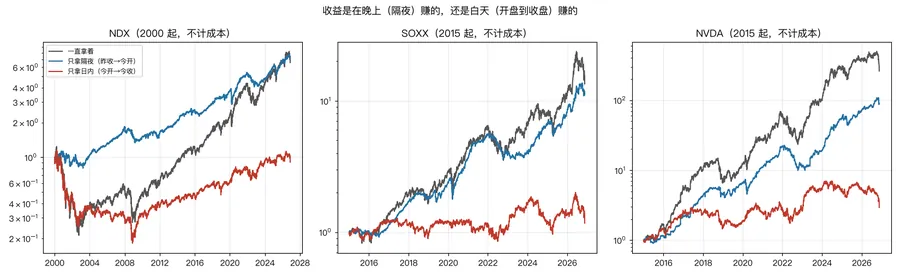 收益是在晚上（隔夜）赚的，还是白天（开盘到收盘）赚的
NDX（2000 起，不计成本）
一直拿着
只拿隔夜（昨收→今开）
只拿日内（今开→今收）
6 × 10⁰
4 × 10⁰
3 × 10⁰
2 × 10⁰
10⁰
6 × 10⁻¹
4 × 10⁻¹
3 × 10⁻¹
2 × 10⁻¹
2000 2004 2008 2012 2016 2020 2024 2028
SOXX（2015 起，不计成本）
10¹
10⁰
2016 2018 2020 2022 2024 2026
NVDA（2015 起，不计成本）
10²
10¹
10⁰
2016 2018 2020 2022 2024 2026